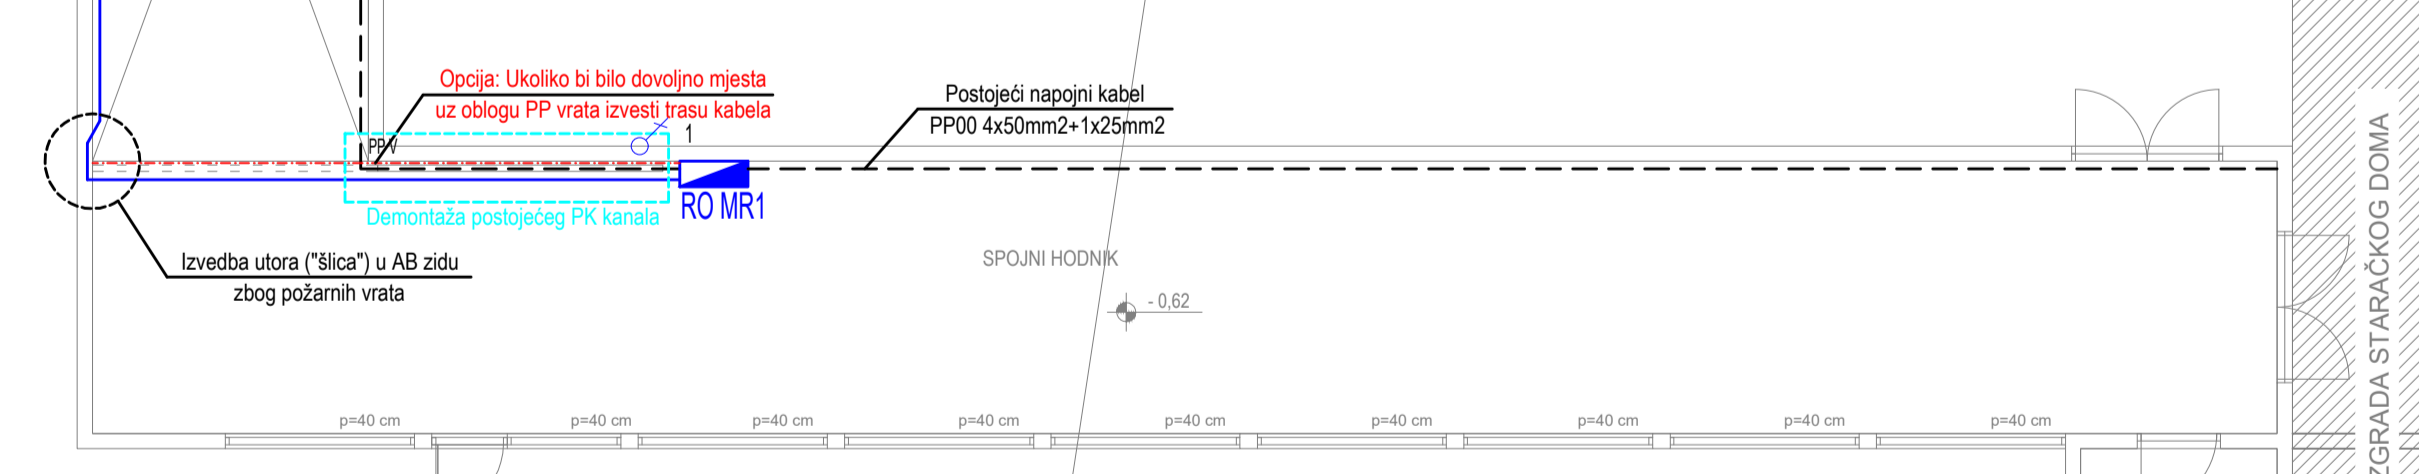 Opcija: Ukoliko bi bilo dovoljno mjesta
uz oblogu PP vrata izvesti trasu kabela
Postojeći napojni kabel
PP00 4x50mm2+1x25mm2
1
PP V
RO MR1
Demontaža postojećeg PK kanala
Izvedba utora ("šlica") u AB zidu
zbog požarnih vrata
SPOJNI HODNIK
- 0,62
ZGRADA STARAČKOG DOMA
p=40 cm
p=40 cm
p=40 cm
p=40 cm
p=40 cm
p=40 cm
p=40 cm
p=40 cm
p=40 cm